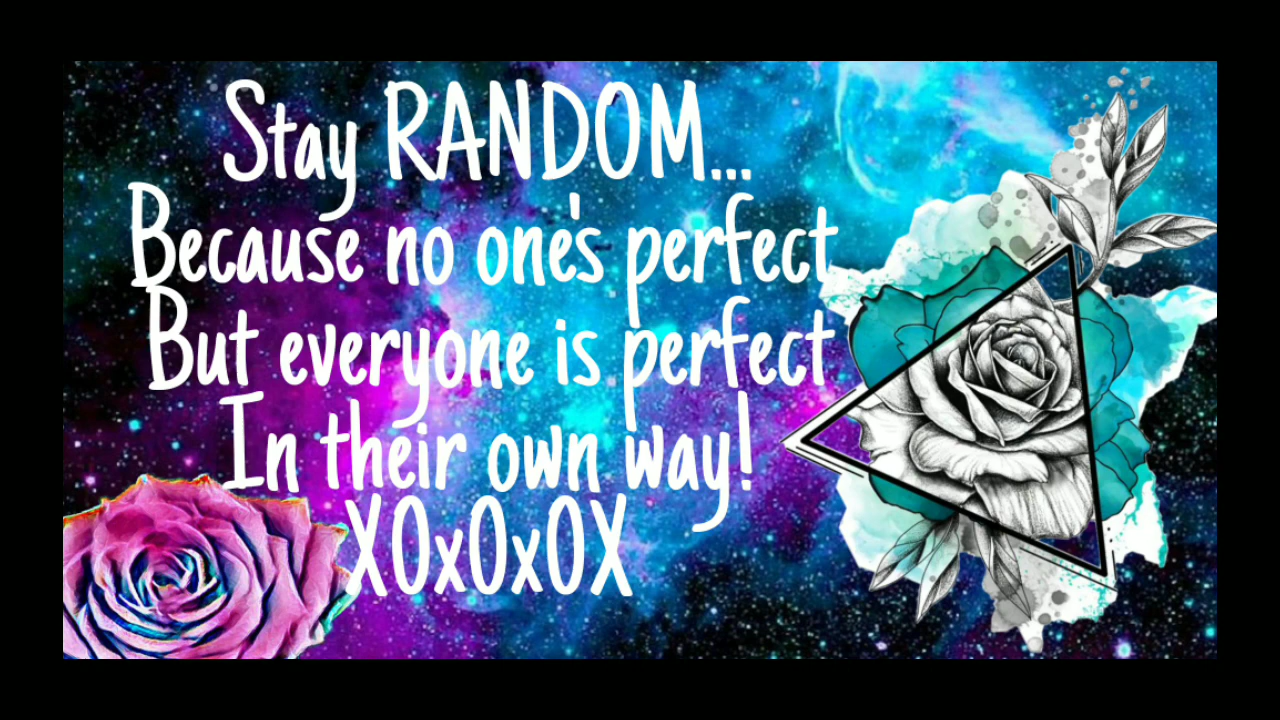 Stay RANDOM...
Because no one's perfect
But everyone is perfect
In their own way!
XOxOxOX